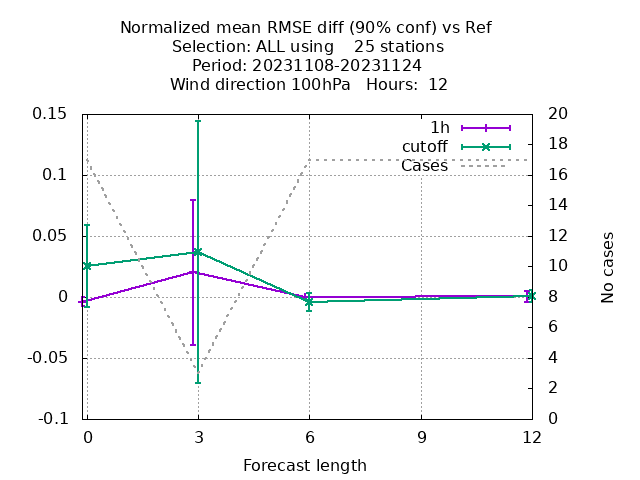 Normalized mean RMSE diff (90% conf) vs Ref
Selection: ALL using    25 stations
Period: 20231108-20231124
Wind direction 100hPa   Hours:  12
0.15
0.1
0.05
0
-0.05
-0.1
20
18
16
14
12
10
8
6
4
2
0
1h
cutoff
Cases
No cases
0
3
6
9
12
Forecast length